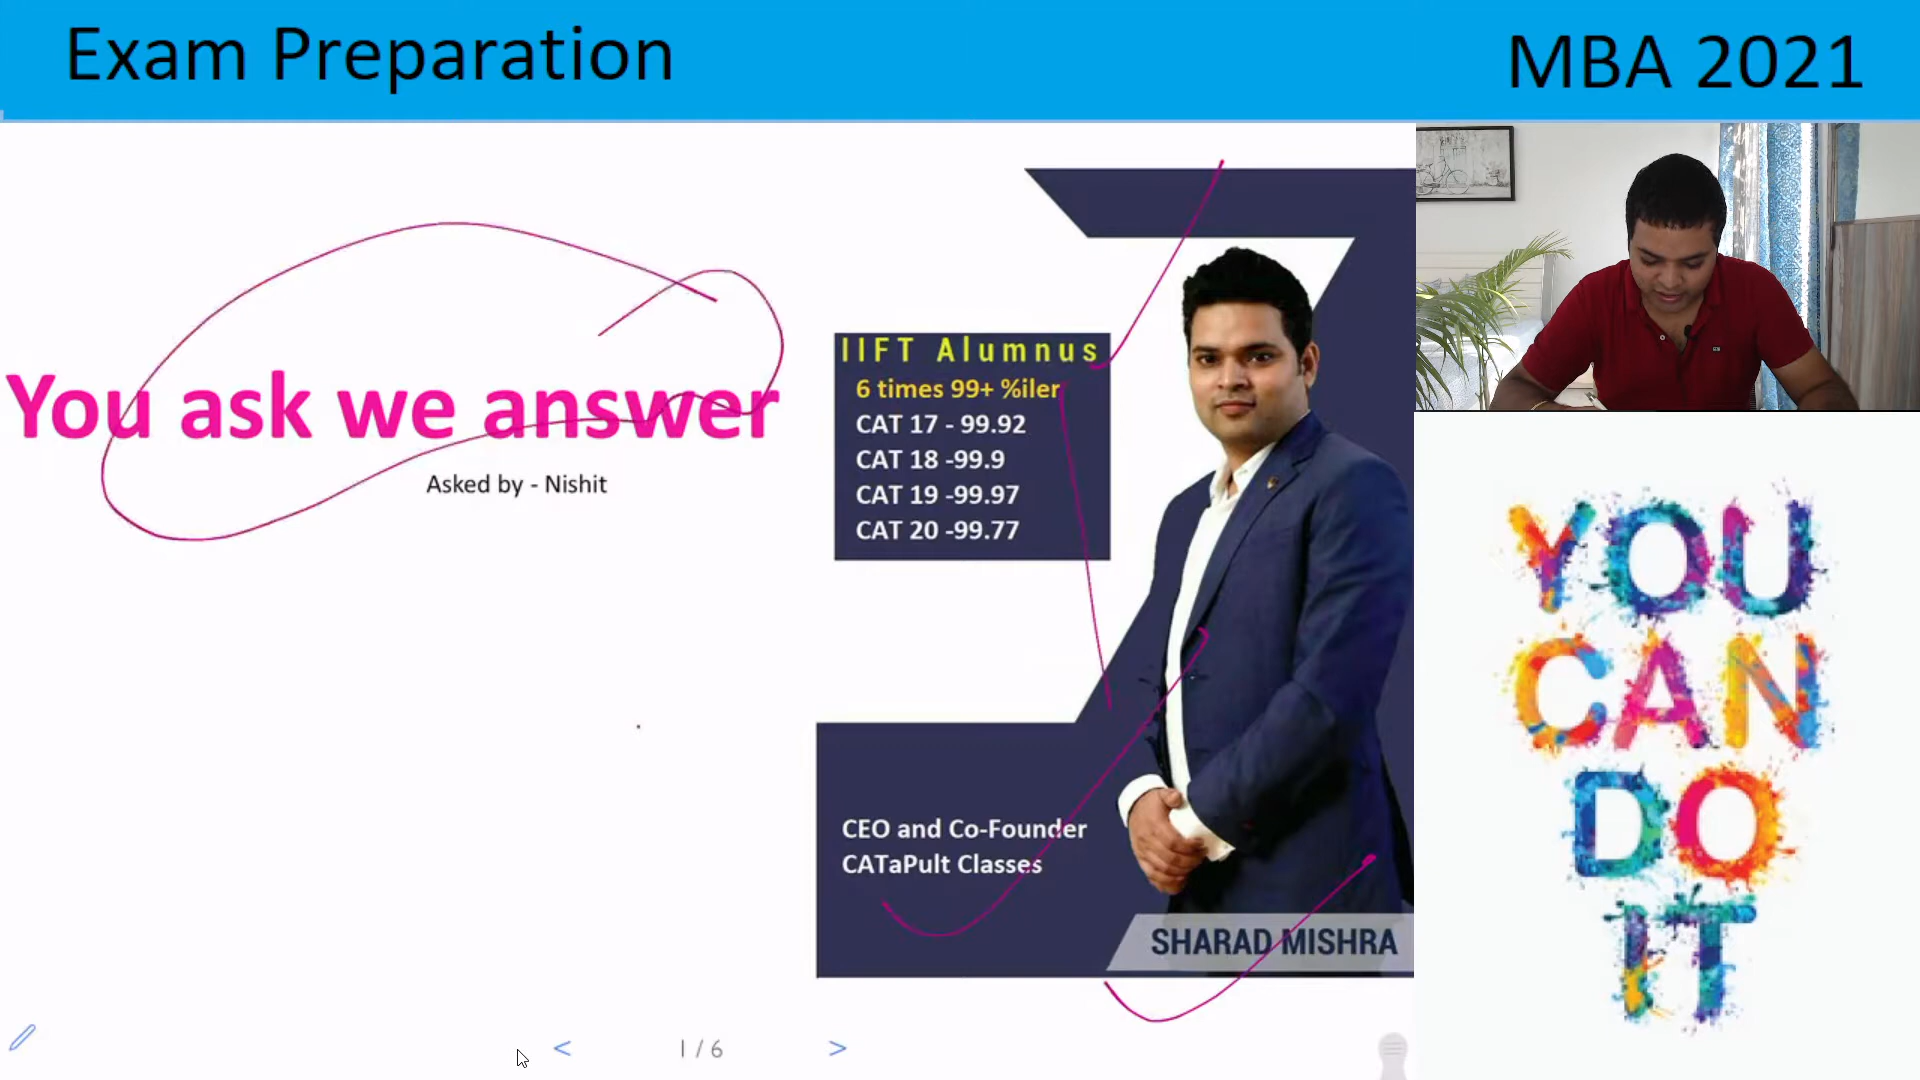 Exam Preparation
MBA 2021
You ask we answer
Asked by - Nishit
IIFT Alumnus
6 times 99+ %iler
CAT 17 - 99.92
CAT 18 -99.9
CAT 19 -99.97
CAT 20 -99.77
CEO and Co-Founder
CATaPult Classes
SHARAD MISHRA
< 1 / 6 >
YOU
CAN
DO
IT